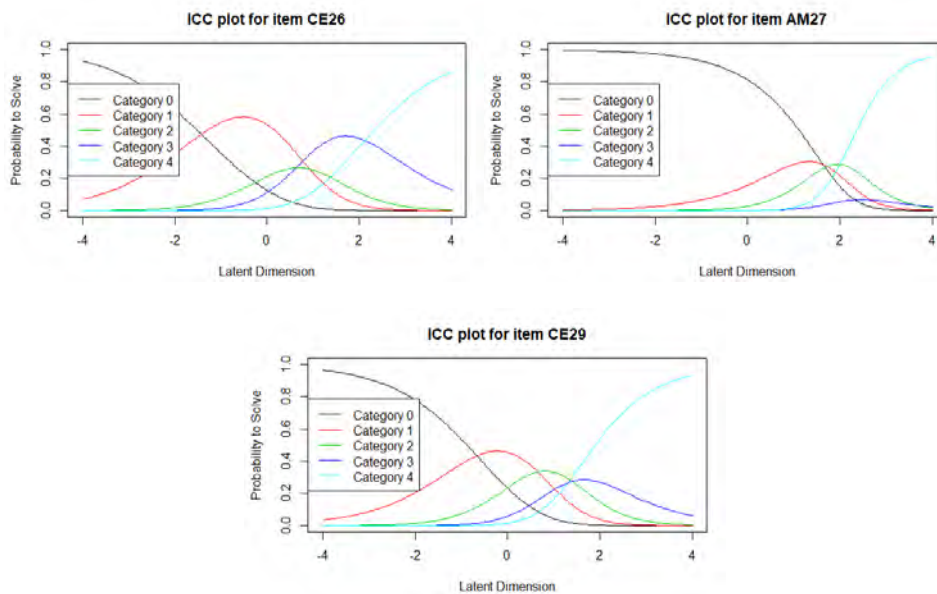 ICC plot for item CE26
Probability to Solve
0.0 0.2 0.4 0.6 0.8 1.0
Category 0
Category 1
Category 2
Category 3
Category 4
-4 -2 0 2 4
Latent Dimension
ICC plot for item AM27
Probability to Solve
0.0 0.2 0.4 0.6 0.8 1.0
Category 0
Category 1
Category 2
Category 3
Category 4
-4 -2 0 2 4
Latent Dimension
ICC plot for item CE29
Probability to Solve
0.0 0.2 0.4 0.6 0.8 1.0
Category 0
Category 1
Category 2
Category 3
Category 4
-4 -2 0 2 4
Latent Dimension